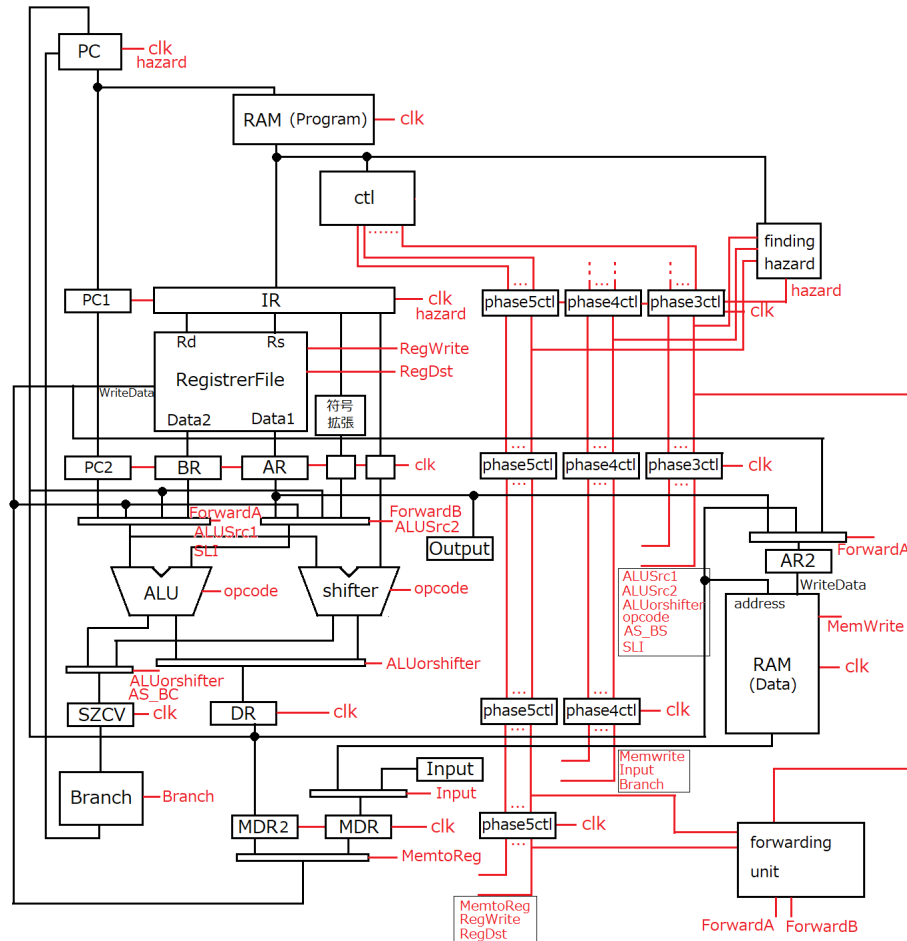 PC
clk
hazard
RAM (Program)
clk
ctl
......
finding
hazard
hazard
PC1
IR
clk
hazard
...
phase5ctl
...
phase4ctl
...
phase3ctl
clk
Rd
Rs
RegistrerFile
WriteData
Data2
Data1
RegWrite
RegDst
符号
拡張
PC2
BR
AR
clk
...
phase5ctl
...
...
phase4ctl
...
...
phase3ctl
...
clk
ForwardA
ALUSrc1
SLI
ForwardB
ALUSrc2
Output
ForwardA
AR2
WriteData
ALU
opcode
shifter
opcode
ALUSrc1
ALUSrc2
ALUorshifter
opcode
AS_BS
SLI
address
RAM
(Data)
MemWrite
clk
ALUorshifter
ALUorshifter
AS_BC
SZCV
clk
DR
clk
...
phase5ctl
...
...
phase4ctl
...
clk
Branch
Branch
Input
Input
Memwrite
Input
Branch
MDR2
MDR
clk
MemtoReg
...
phase5ctl
...
clk
forwarding
unit
MemtoReg
RegWrite
RegDst
ForwardA
ForwardB